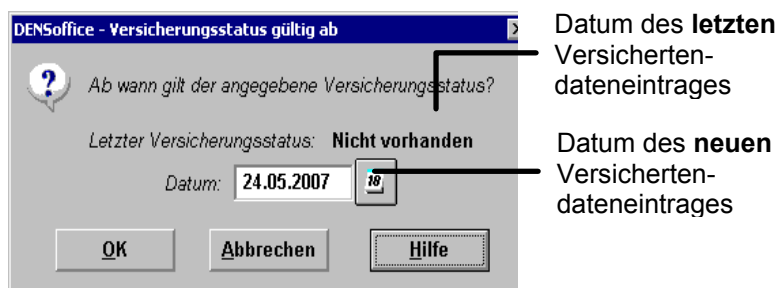 DENSoffice - Versicherungsstatus gültig ab
Ab wann gilt der angegebene Versicherungsstatus?
Letzter Versicherungsstatus: Nicht vorhanden
Datum: 24.05.2007 18
OK Abbrechen Hilfe
Datum des letzten
Versicherten-
dateneintrages
Datum des neuen
Versicherten-
dateneintrages